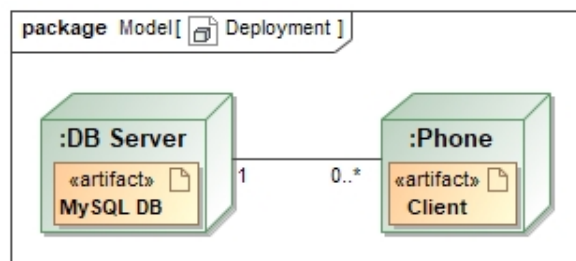 package Model[ Deployment ]
:DB Server
«artifact»
MySQL DB
1
0..*
:Phone
«artifact»
Client